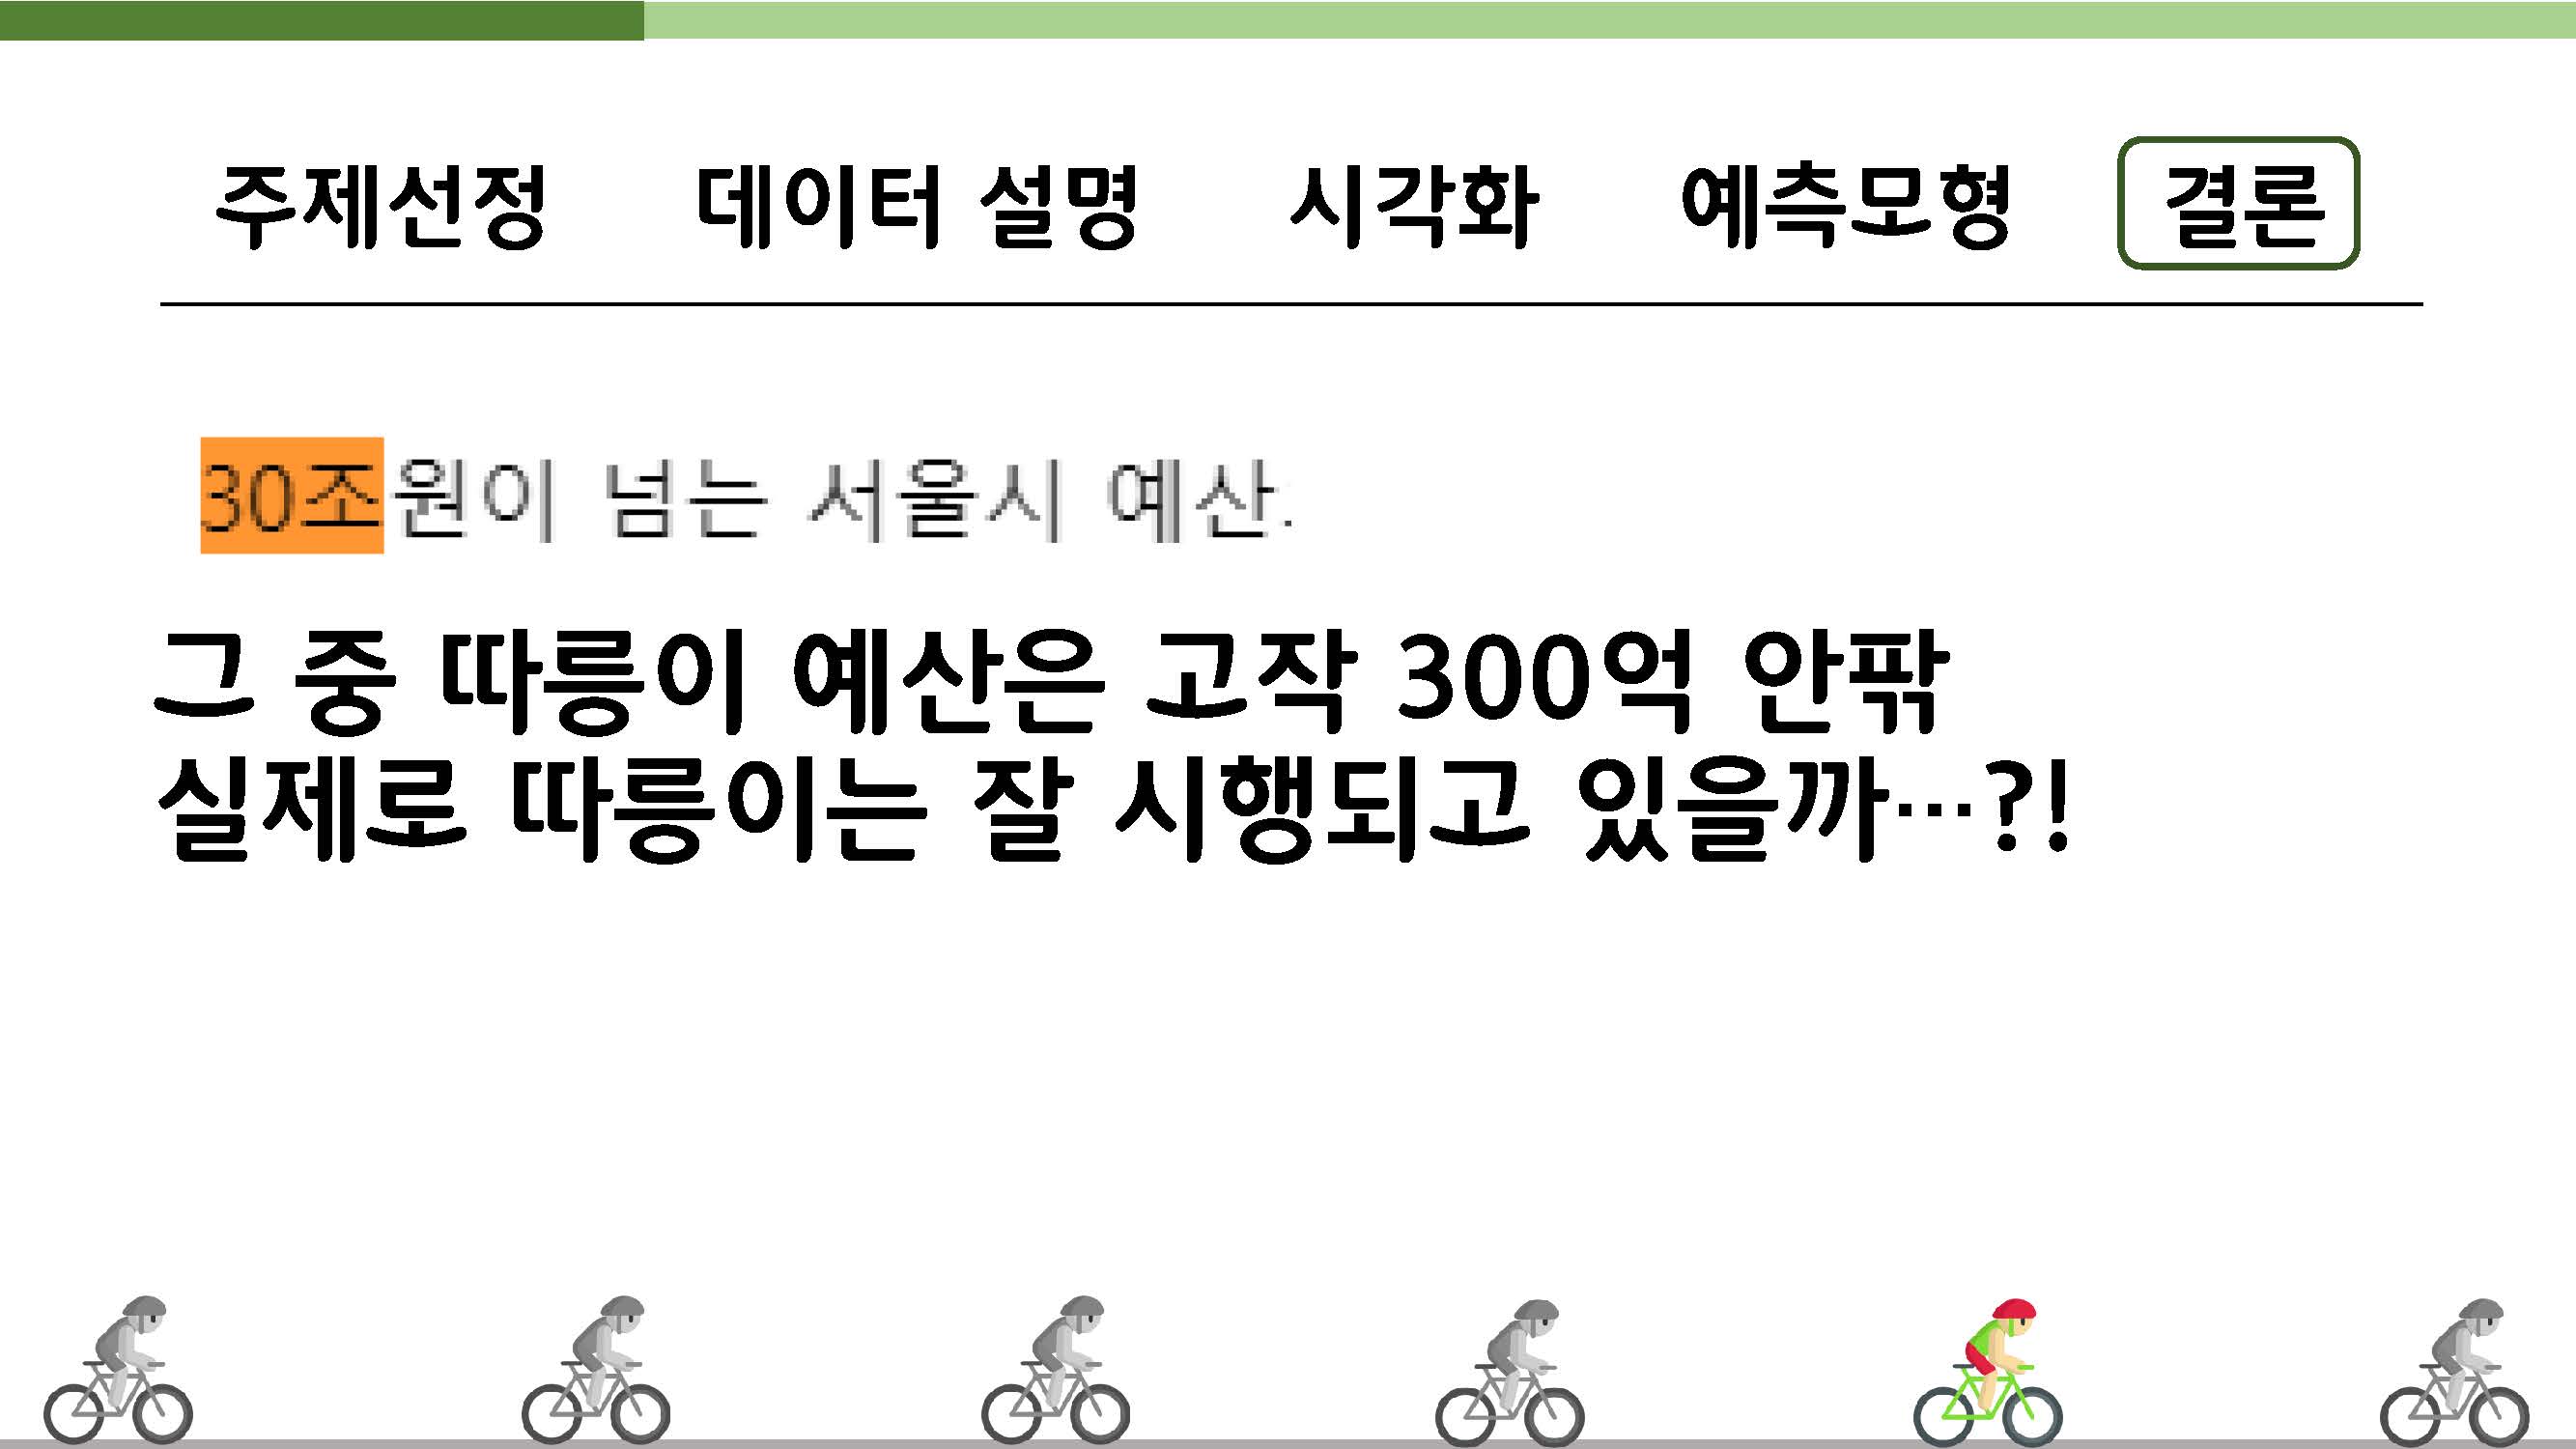 주제선정 데이터 설명 시각화 예측모형 결론
30조원이 넘는 서울시 예산.
그 중 따릉이 예산은 고작 300억 안팎
실제로 따릉이는 잘 시행되고 있을까…?!